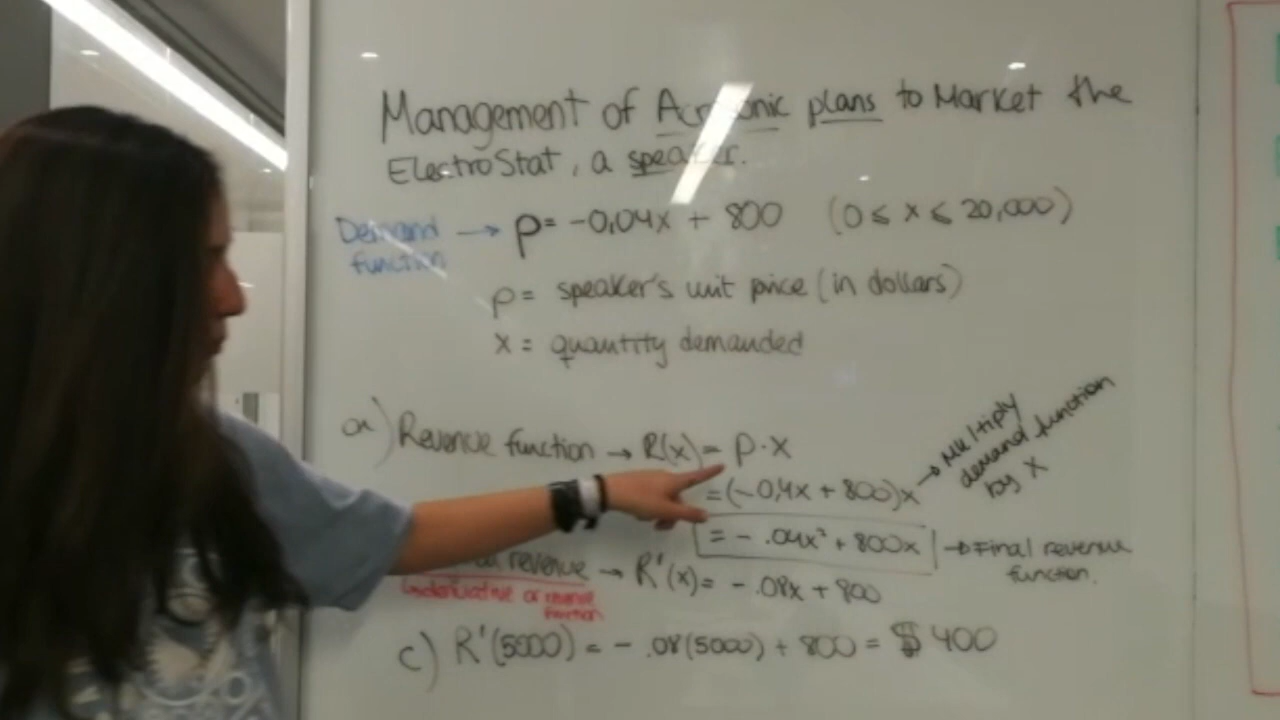 Management of plans to Market the
ElectroStat, a speaker.
Demand function → p= -0,04x + 800 (0 ≤ x ≤ 20,000)
p= speaker's unit price (in dollars)
x = quantity demanded
a) Revenue function → R(x)= p·x
=(-0,4x + 800)x → Multiply demand function by x
= - .04x² + 800x → Final revenue function.
revenue → R'(x)= - .08x + 800
function
c) R'(5000) = - .08(5000) + 800 = $ 400